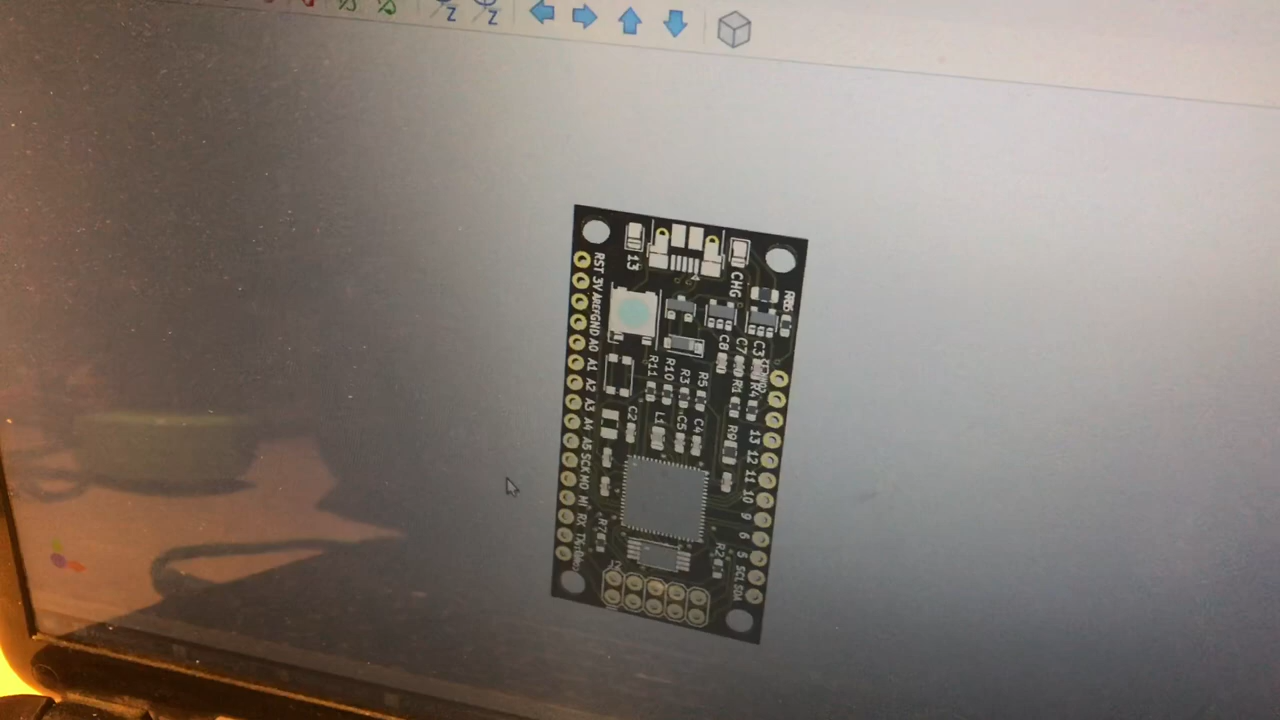 Z
Z
13
CHG
RST
3V
AREF
GND
A0
A1
A2
A3
A4
A5
SCK
MO
MI
RX
TX
C8
C7
C3
R11
R10
R3
R5
R1
R4
C2
L1
C5
C4
R9
R7
R2
13
12
11
10
9
6
5
SCL
SDA